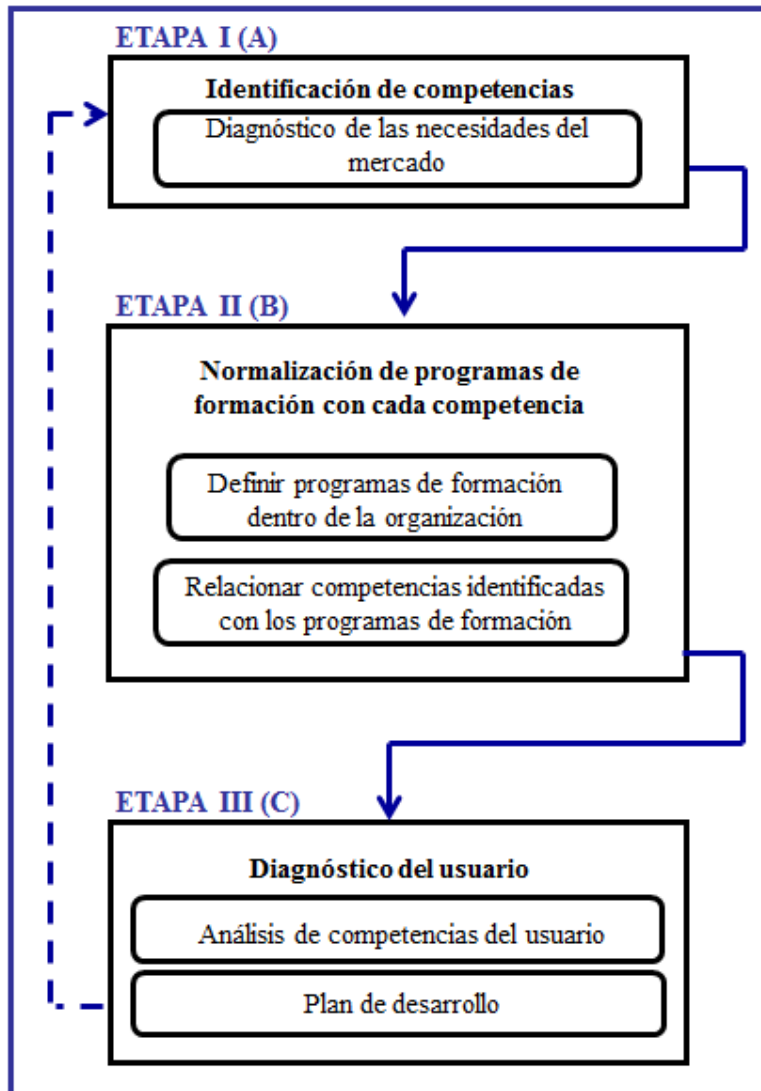 ETAPA I (A)
Identificación de competencias
Diagnóstico de las necesidades del
mercado
ETAPA II (B)
Normalización de programas de
formación con cada competencia
Definir programas de formación
dentro de la organización
Relacionar competencias identificadas
con los programas de formación
ETAPA III (C)
Diagnóstico del usuario
Análisis de competencias del usuario
Plan de desarrollo